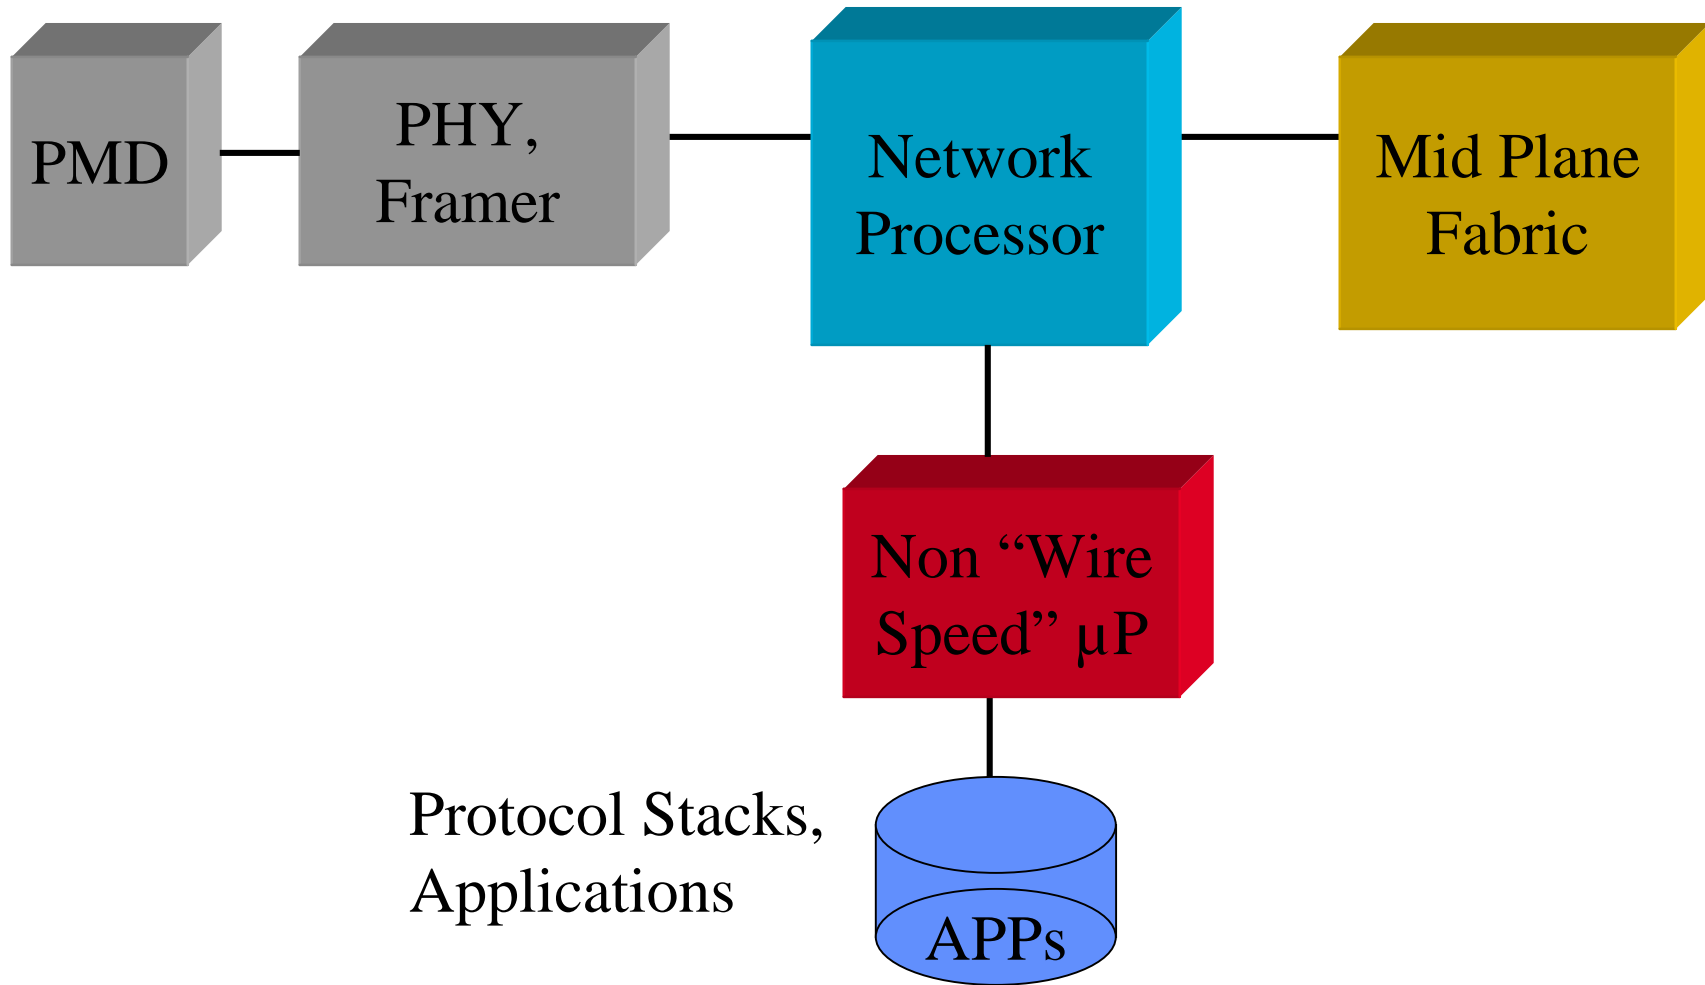 PMD
PHY,
Framer
Network
Processor
Mid Plane
Fabric
Non “Wire
Speed” µP
Protocol Stacks,
Applications
APPs